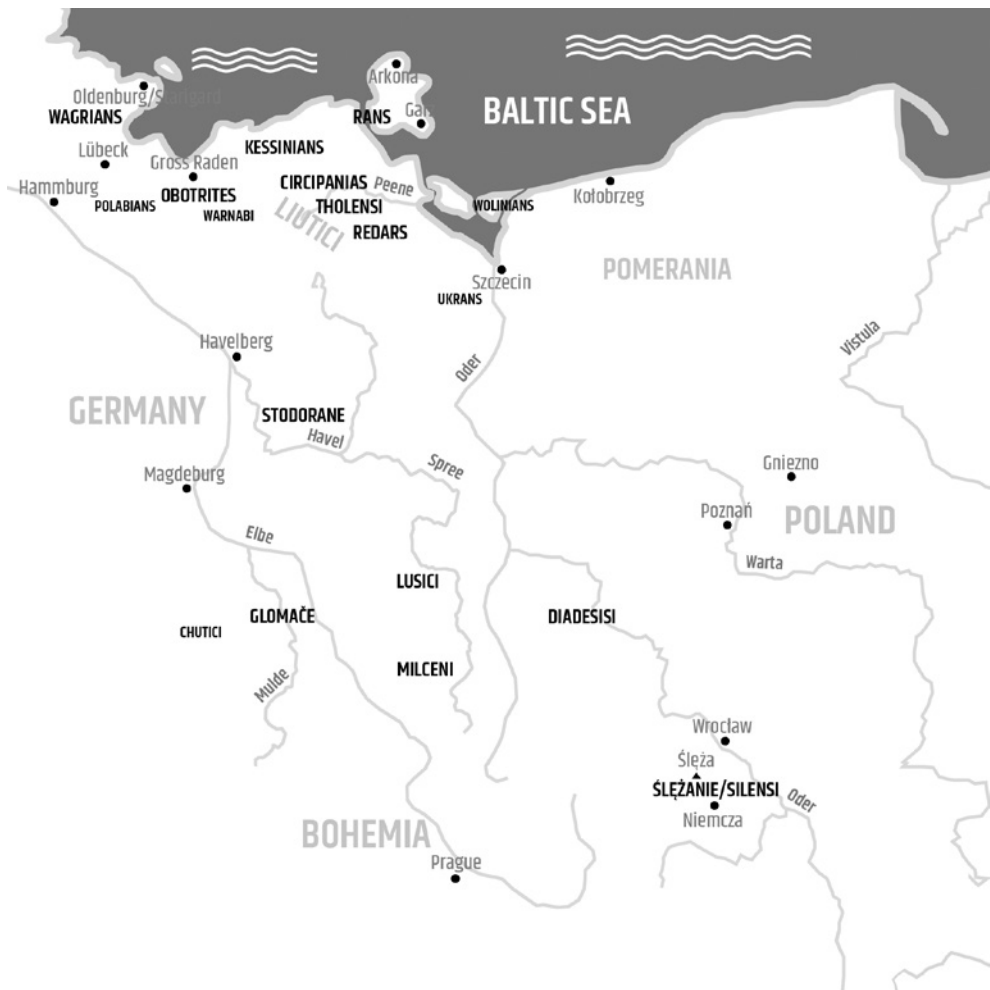 Arkona
Oldenburg/Starigard
Garz
BALTIC SEA
WAGRIANS
RANS
KESSINIANS
Lübeck
Gross Raden
Hammburg
CIRCIPANIAS
Peene
OBOTRITES
POLABIANS
WARNABI
THOLENSI
WOLINIANS
Kołobrzeg
LIUTICI
REDARS
POMERANIA
Szczecin
UKRANS
Vistula
Havelberg
Oder
GERMANY
STODORANE
Havel
Spree
Magdeburg
Gniezno
Poznań
POLAND
Elbe
Warta
LUSICI
GLOMAČE
DIADESISI
CHUTICI
MILCENI
Mulde
Wrocław
Ślęża
ŚLĘŻANIE/SILENSI
Oder
Niemcza
BOHEMIA
Prague